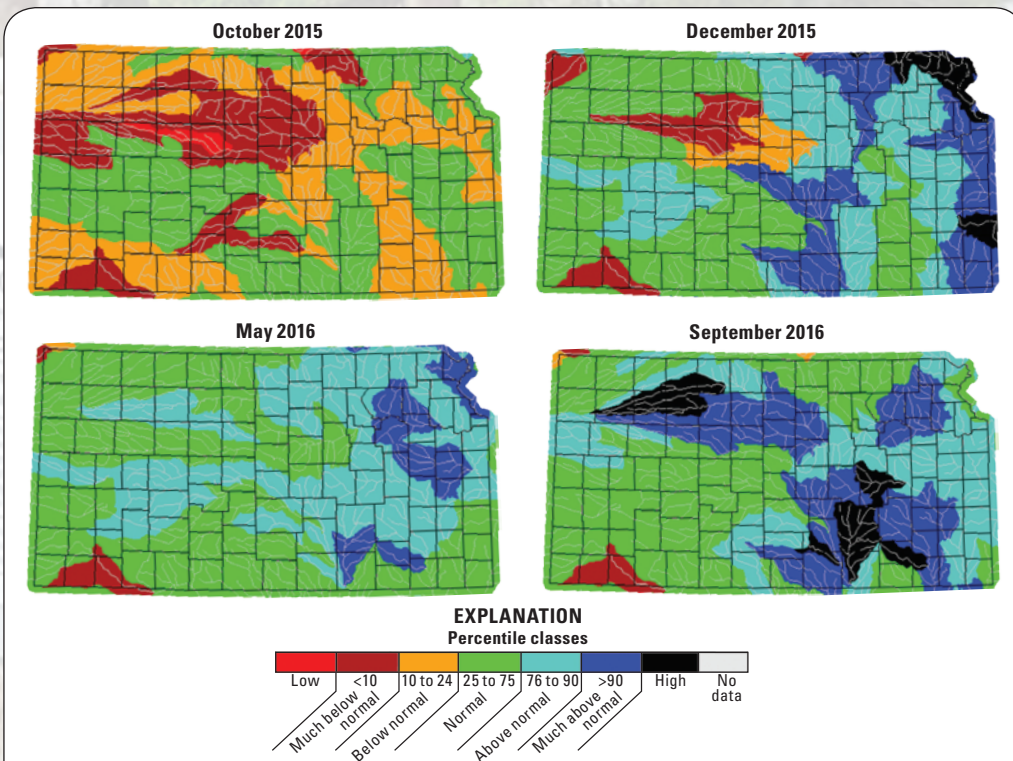 October 2015
December 2015
May 2016
September 2016
EXPLANATION
Percentile classes
Low <10 10 to 24 25 to 75 76 to 90 >90 High No data
Much below normal
Below normal
Normal
Above normal
Much above normal